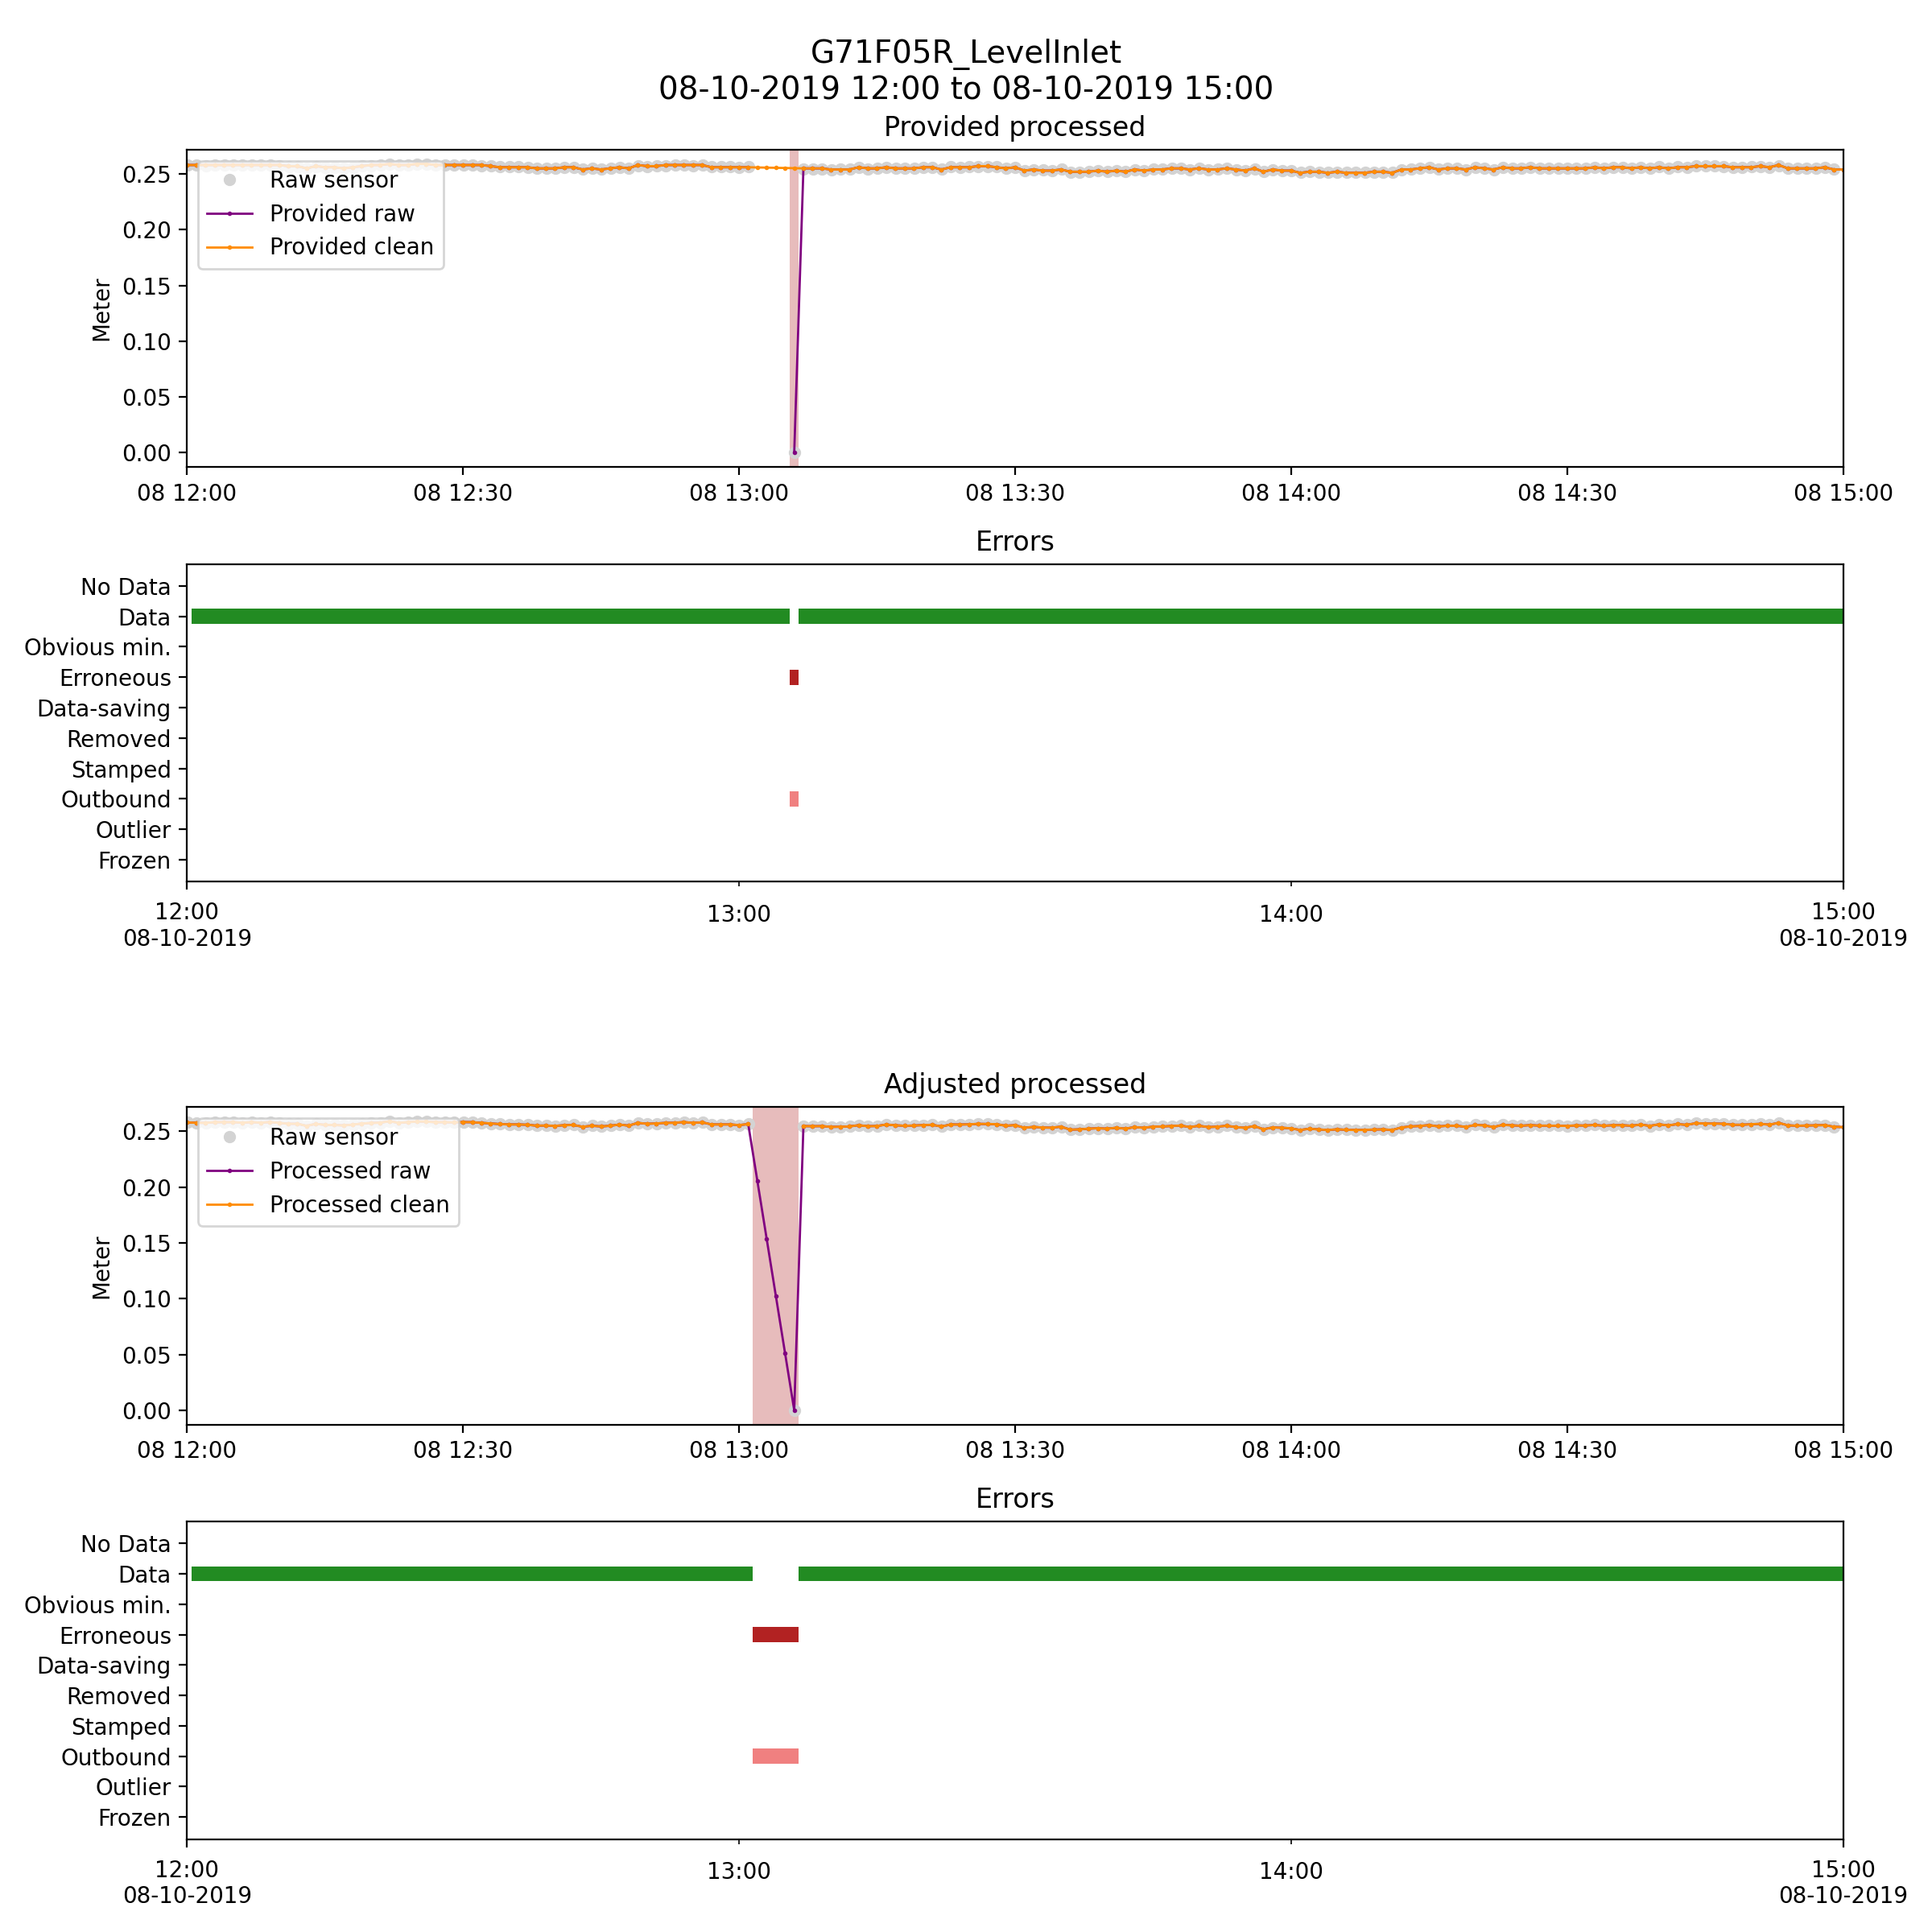 G71F05R_LevelInlet
08-10-2019 12:00 to 08-10-2019 15:00
Provided processed
Meter
0.25
0.20
0.15
0.10
0.05
0.00
Raw sensor
Provided raw
Provided clean
08 12:00 08 12:30 08 13:00 08 13:30 08 14:00 08 14:30 08 15:00
Errors
No Data
Data
Obvious min.
Erroneous
Data-saving
Removed
Stamped
Outbound
Outlier
Frozen
12:00 13:00 14:00 15:00
08-10-2019 08-10-2019
Adjusted processed
Meter
0.25
0.20
0.15
0.10
0.05
0.00
Raw sensor
Processed raw
Processed clean
08 12:00 08 12:30 08 13:00 08 13:30 08 14:00 08 14:30 08 15:00
Errors
No Data
Data
Obvious min.
Erroneous
Data-saving
Removed
Stamped
Outbound
Outlier
Frozen
12:00 13:00 14:00 15:00
08-10-2019 08-10-2019